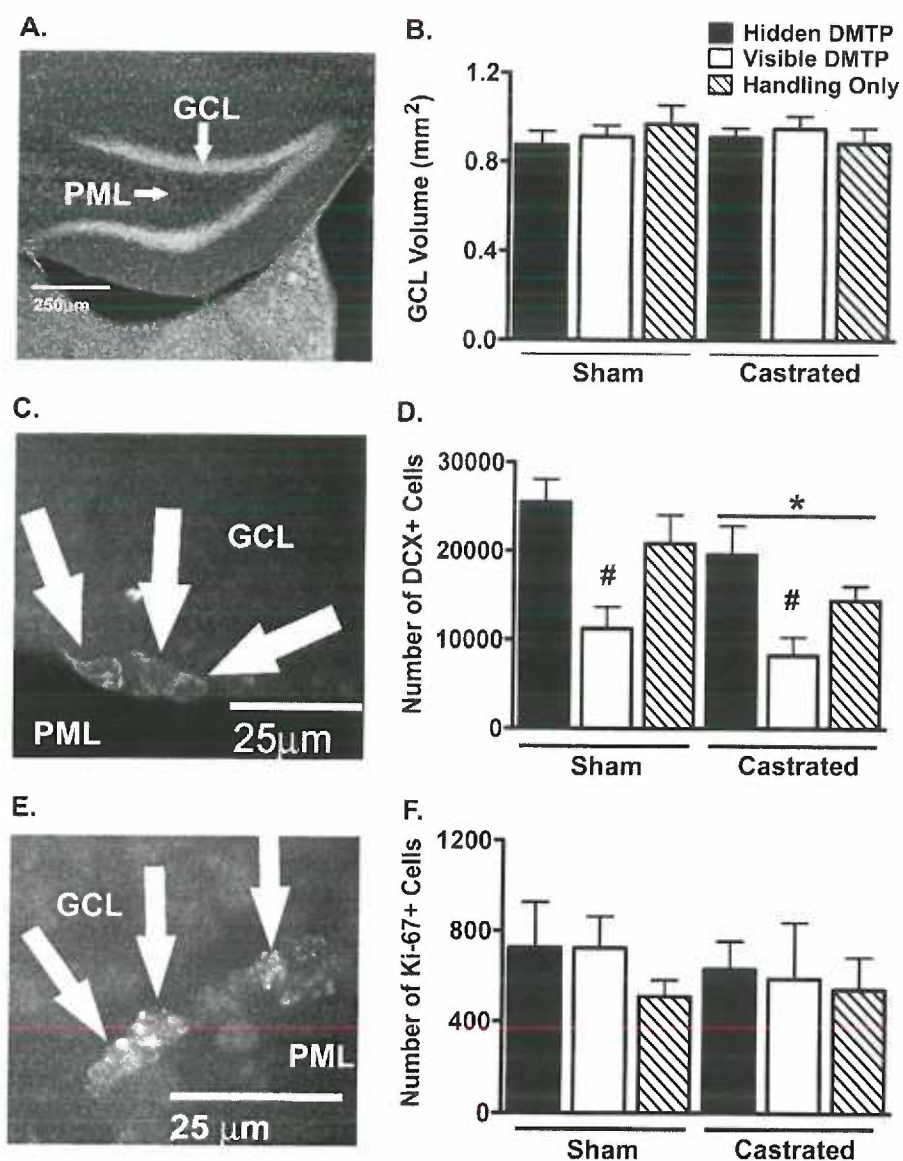 A.
GCL
PML
250µm
B.
Hidden DMTP
Visible DMTP
Handling Only
GCL Volume (mm²)
1.2
0.8
0.4
0.0
Sham
Castrated
C.
GCL
PML
25µm
D.
Number of DCX+ Cells
30000
20000
10000
0
#
*
#
Sham
Castrated
E.
GCL
PML
25 µm
F.
Number of Ki-67+ Cells
1200
800
400
0
Sham
Castrated